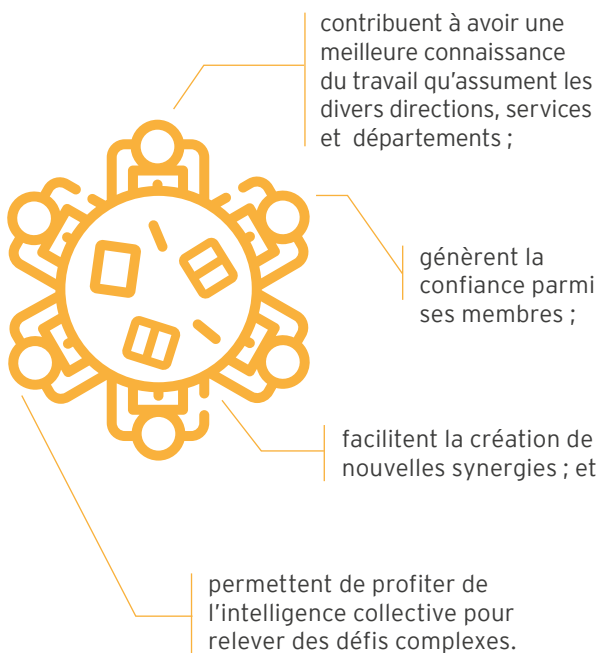 contribuent à avoir une
meilleure connaissance
du travail qu'assument les
divers directions, services
et départements ;
génèrent la
confiance parmi
ses membres ;
facilitent la création de
nouvelles synergies ; et
permettent de profiter de
l'intelligence collective pour
relever des défis complexes.